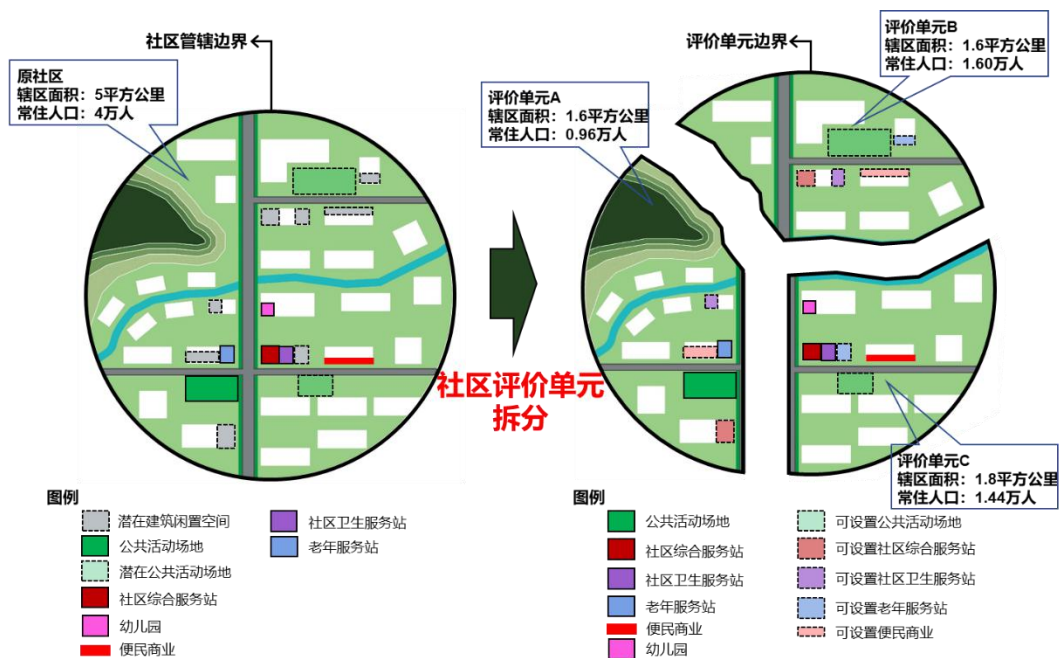 社区管辖边界
原社区
辖区面积：5平方公里
常住人口：4万人
评价单元边界
评价单元A
辖区面积：1.6平方公里
常住人口：0.96万人
评价单元B
辖区面积：1.6平方公里
常住人口：1.60万人
社区评价单元
拆分
评价单元C
辖区面积：1.8平方公里
常住人口：1.44万人
图例
潜在建筑闲置空间
公共活动场地
潜在公共活动场地
社区综合服务站
幼儿园
便民商业
社区卫生服务站
老年服务站
图例
公共活动场地
社区综合服务站
社区卫生服务站
老年服务站
便民商业
幼儿园
可设置公共活动场地
可设置社区综合服务站
可设置社区卫生服务站
可设置老年服务站
可设置便民商业